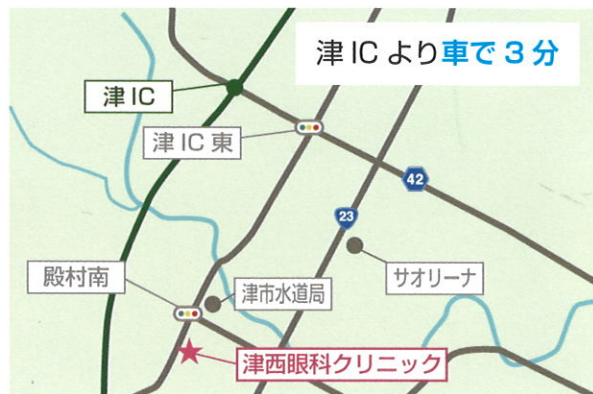 津 IC より車で 3 分
津 IC
津 IC 東
42
23
殿村南
津市水道局
サオリーナ
津西眼科クリニック